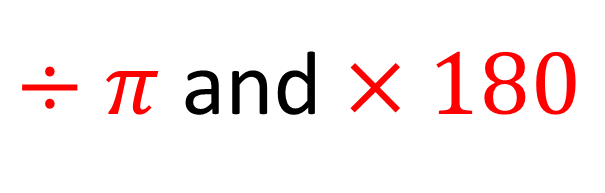 ÷ π and × 180